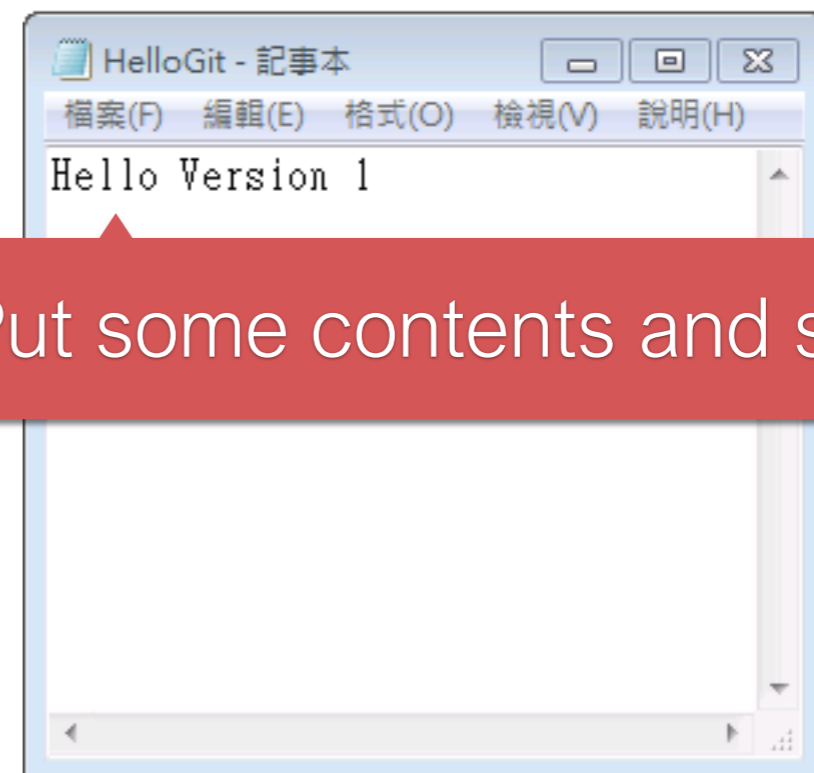 HelloGit - 記事本
檔案(F) 編輯(E) 格式(O) 檢視(V) 說明(H)
Hello Version 1
ut some contents and s